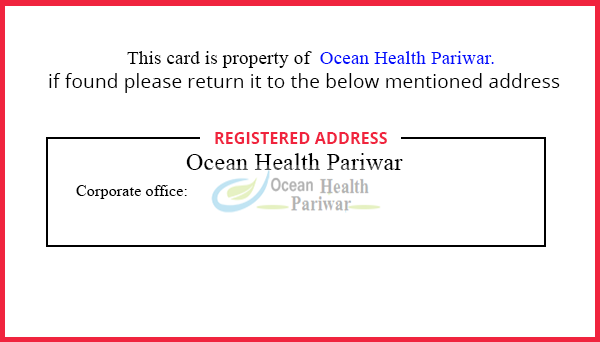 This card is property of Ocean Health Pariwar.
if found please return it to the below mentioned address
REGISTERED ADDRESS
Ocean Health Pariwar
Corporate office:
Ocean Health
Pariwar